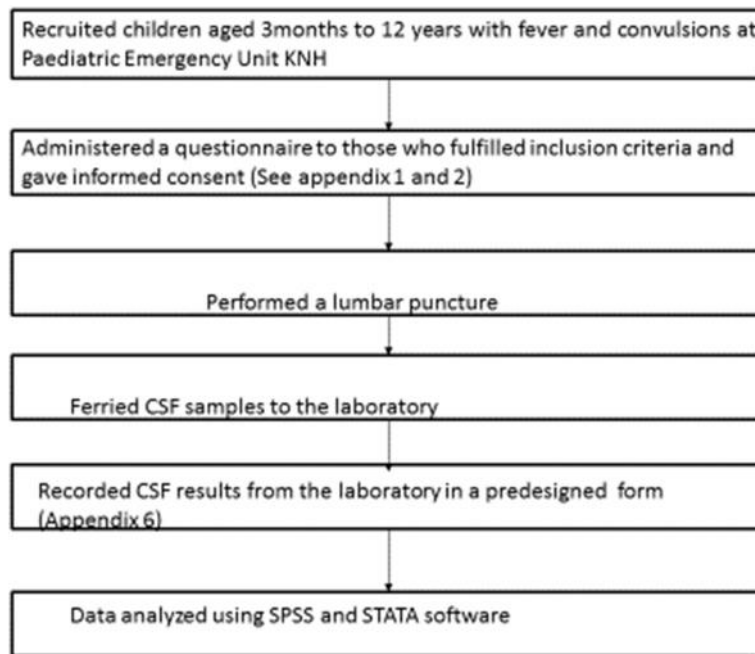 Recruited children aged 3months to 12 years with fever and convulsions at
Paediatric Emergency Unit KNH
Administered a questionnaire to those who fulfilled inclusion criteria and
gave informed consent (See appendix 1 and 2)
Performed a lumbar puncture
Ferried CSF samples to the laboratory
Recorded CSF results from the laboratory in a predesigned form
(Appendix 6)
Data analyzed using SPSS and STATA software